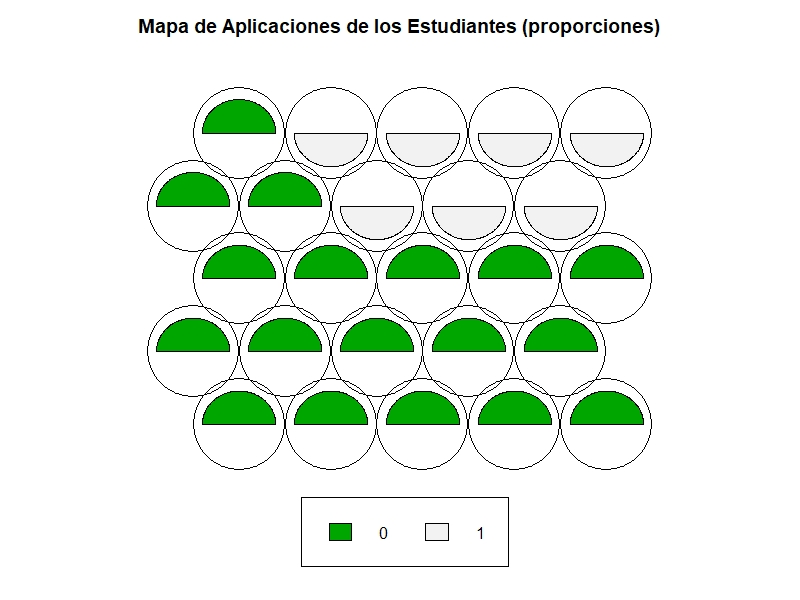 Mapa de Aplicaciones de los Estudiantes (proporciones)
0 1